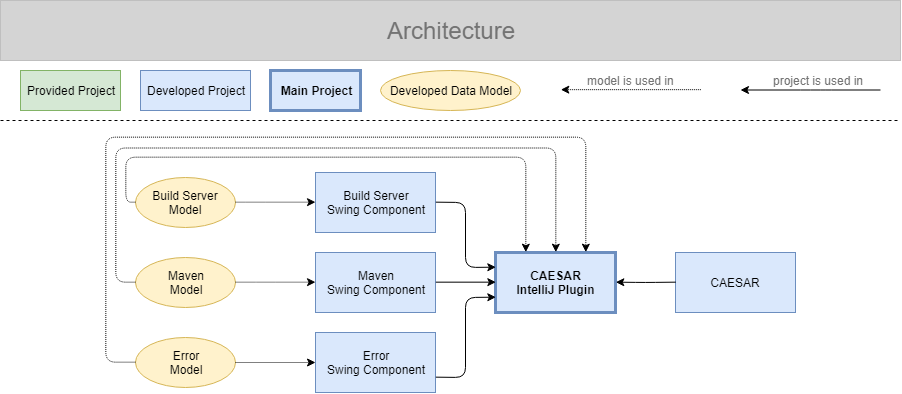 Architecture
Provided Project
Developed Project
Main Project
Developed Data Model
model is used in
project is used in
Build Server
Model
Build Server
Swing Component
Maven
Model
Maven
Swing Component
CAESAR
IntelliJ Plugin
CAESAR
Error
Model
Error
Swing Component